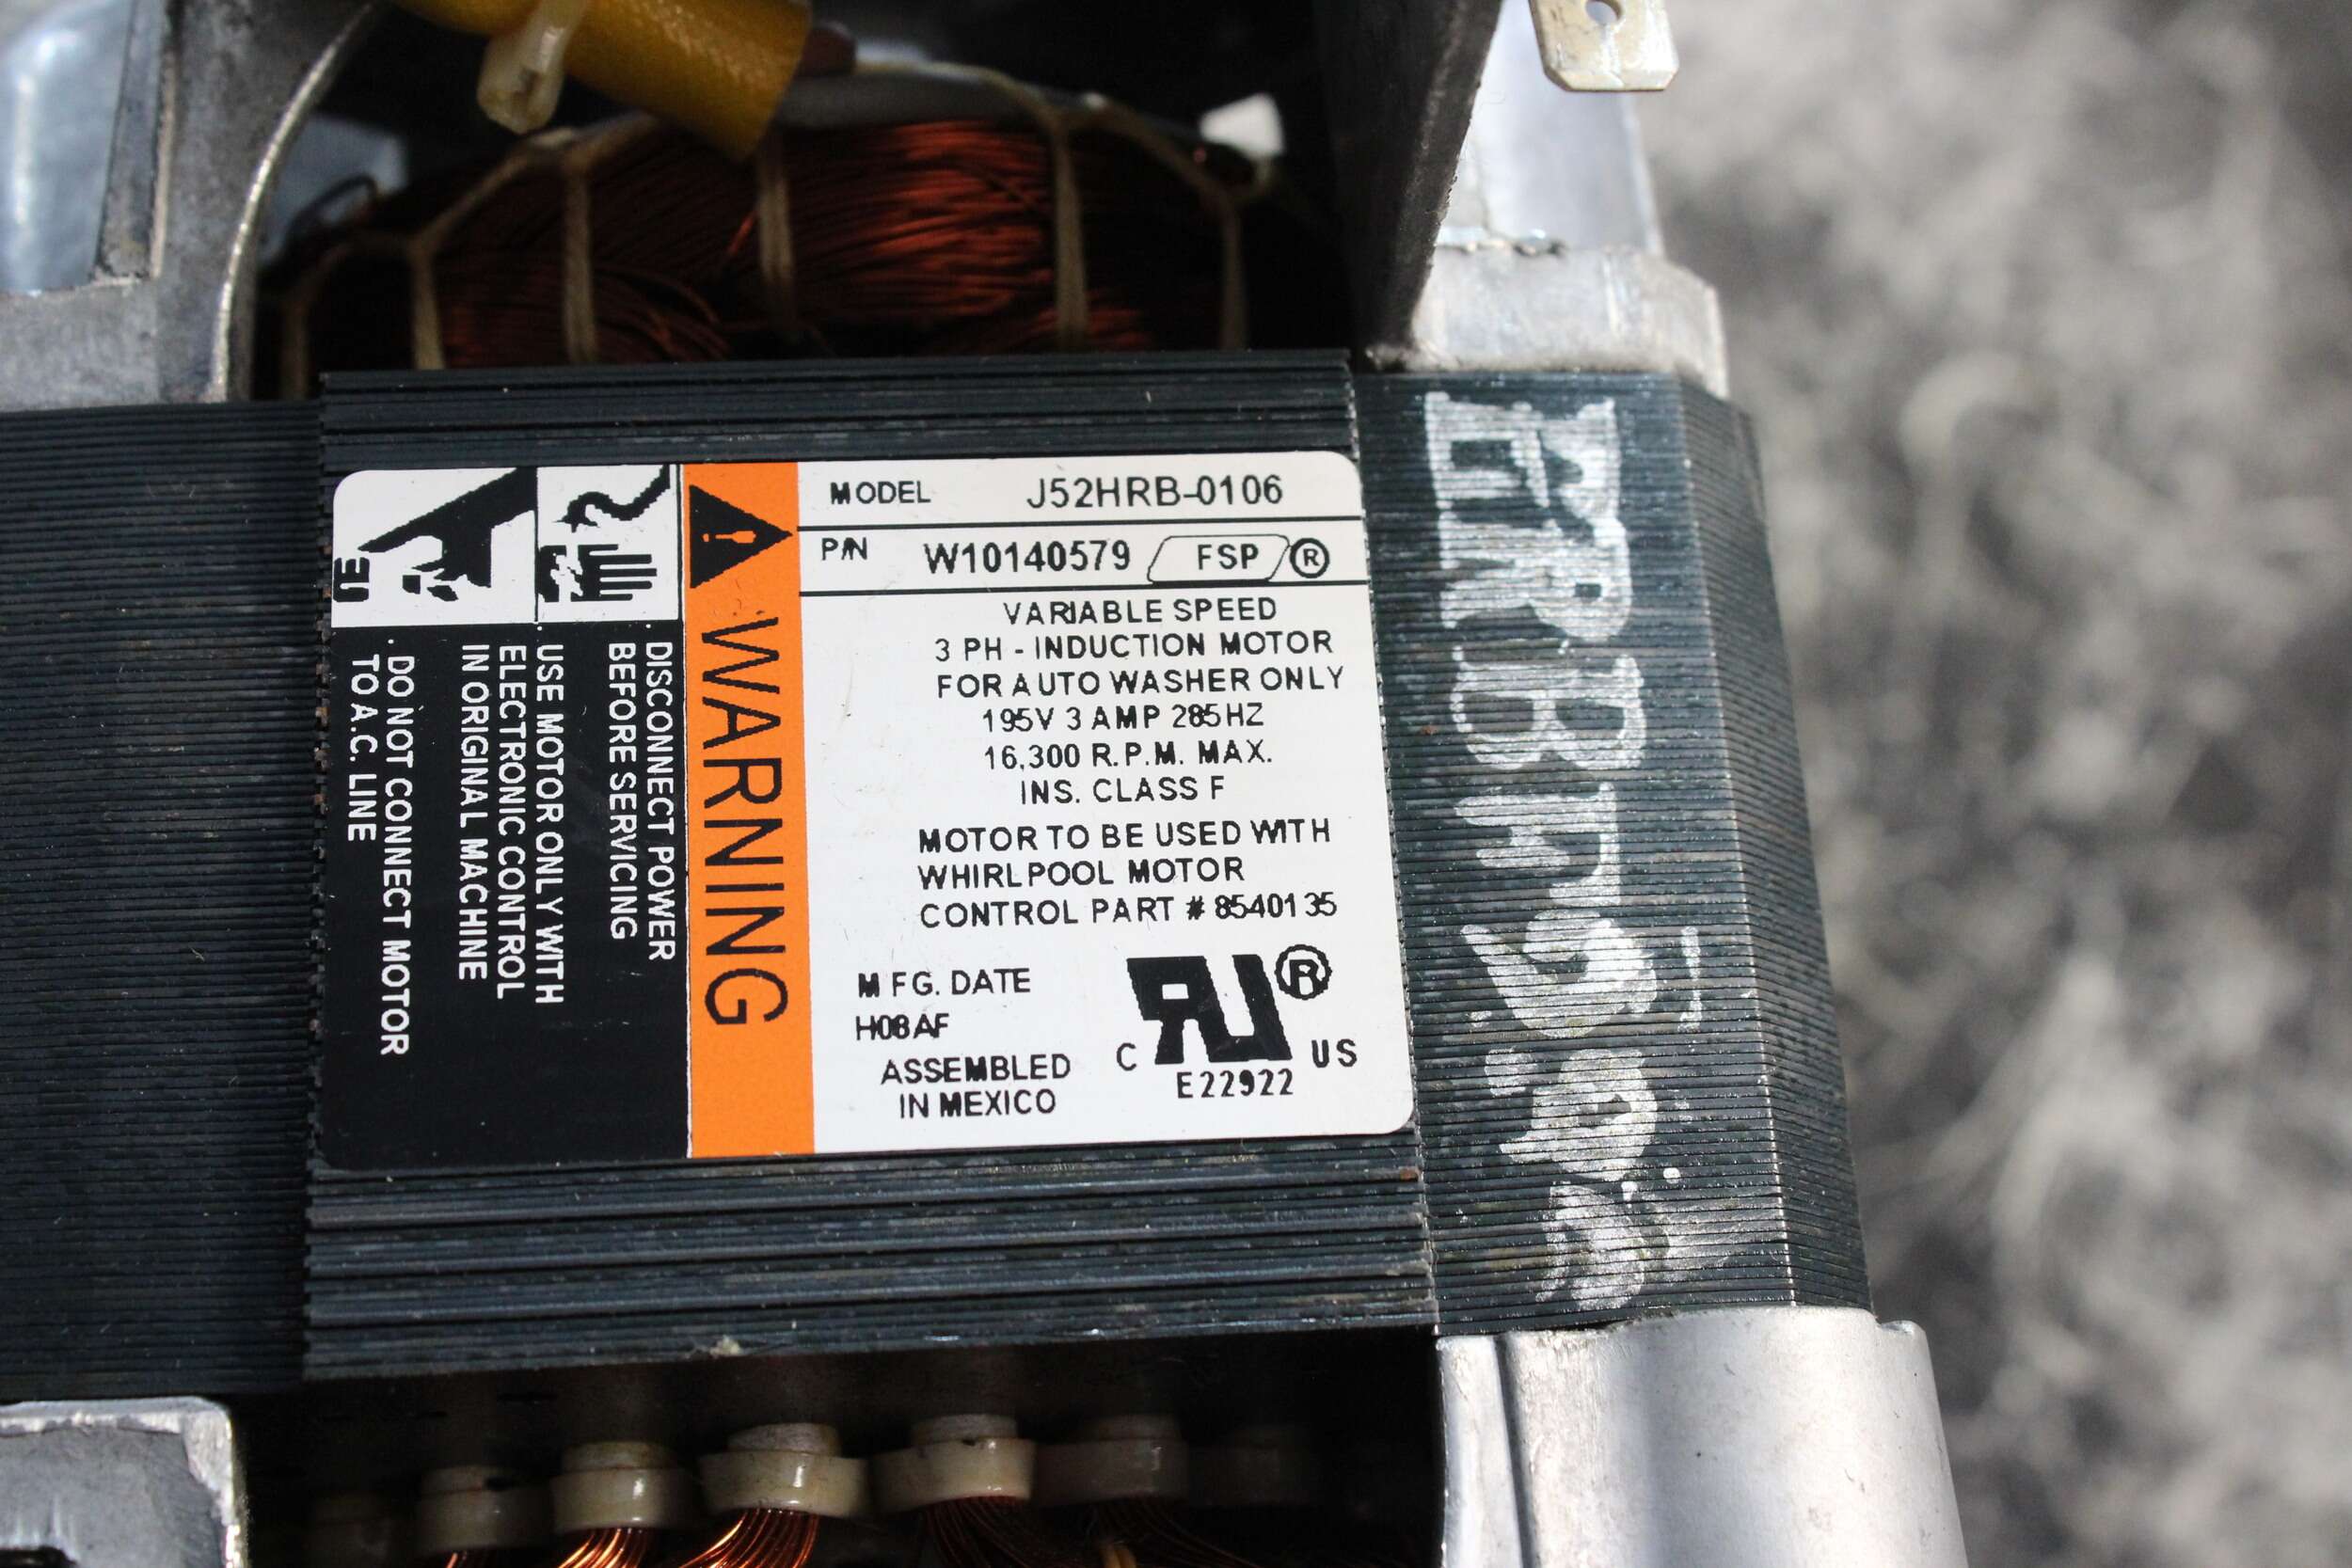 MODEL J52HRB-0106
P/N W10140579 FSP ®
VARIABLE SPEED
3 PH - INDUCTION MOTOR
FOR AUTO WASHER ONLY
195V 3 AMP 285HZ
16,300 R.P.M. MAX.
INS. CLASS F
MOTOR TO BE USED WITH
WHIRLPOOL MOTOR
CONTROL PART # 8540135
MFG. DATE
H08AF
ASSEMBLED
IN MEXICO
C RU ® US
E22922
WARNING
DISCONNECT POWER
BEFORE SERVICING
USE MOTOR ONLY WITH
ELECTRONIC CONTROL
IN ORIGINAL MACHINE
DO NOT CONNECT MOTOR
TO A.C. LINE